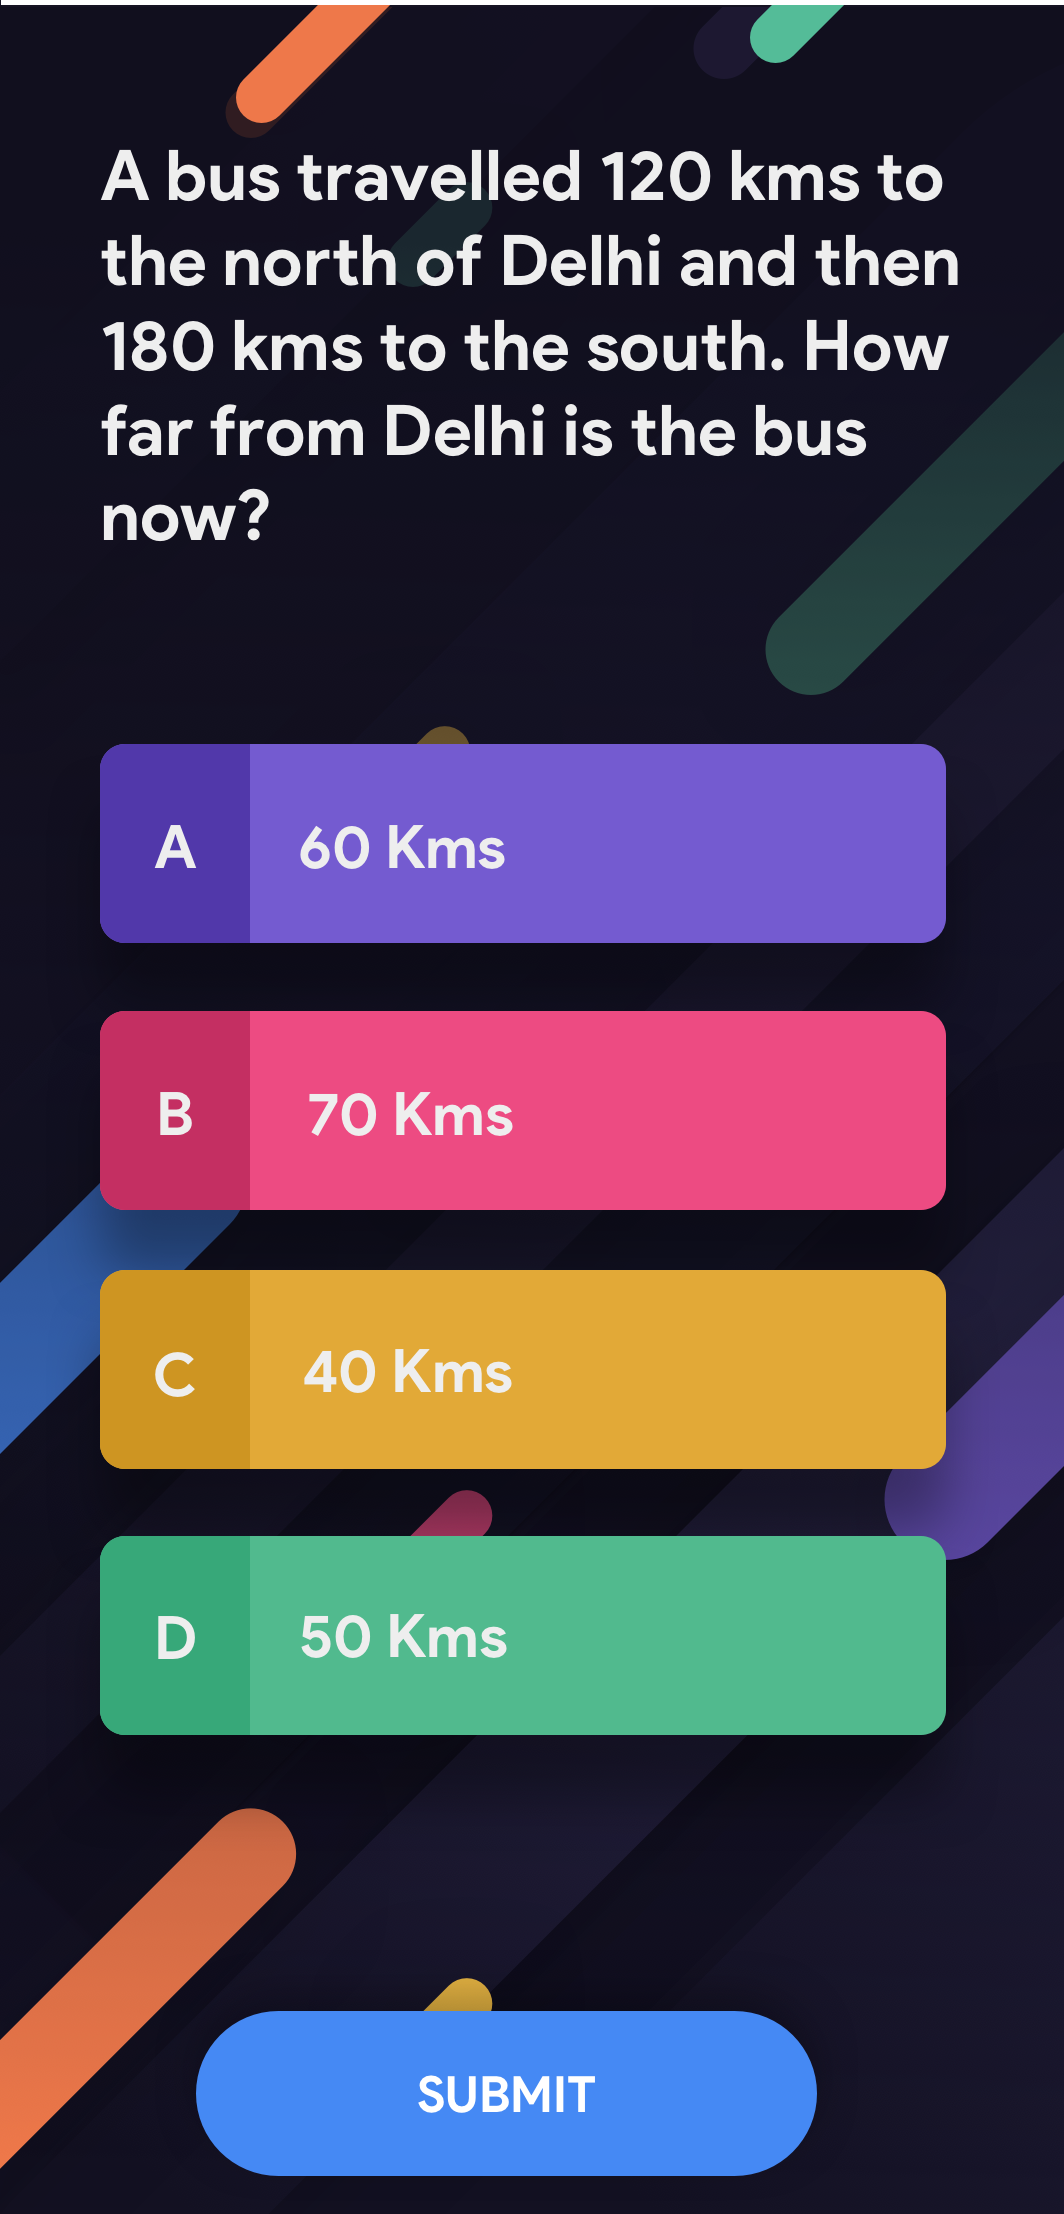 A bus travelled 120 kms to
the north of Delhi and then
180 kms to the south. How
far from Delhi is the bus
now?
A 60 Kms
B 70 Kms
C 40 Kms
D 50 Kms
SUBMIT